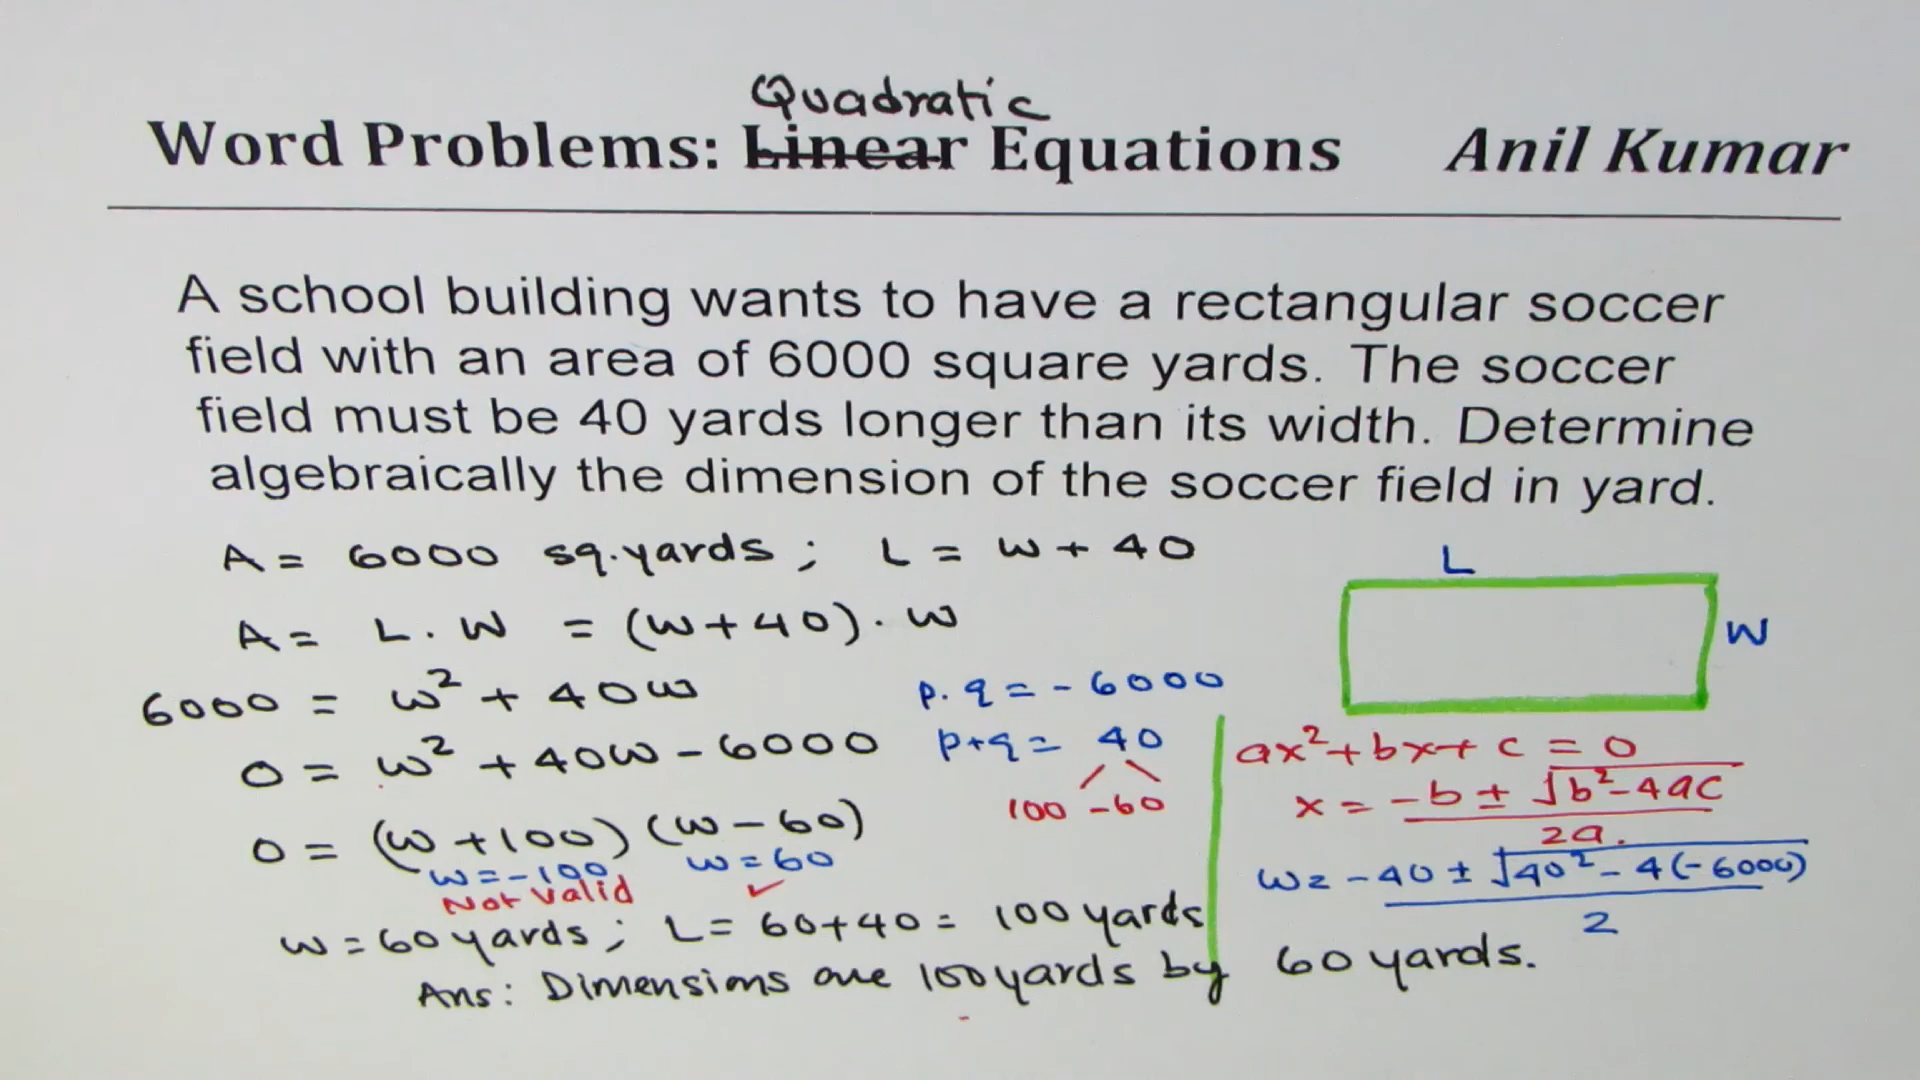 Quadratic
Word Problems: Linear Equations Anil Kumar
A school building wants to have a rectangular soccer
field with an area of 6000 square yards. The soccer
field must be 40 yards longer than its width. Determine
algebraically the dimension of the soccer field in yard.
A = 6000 sq.yards ; L = w + 40
A = L . W = (w + 40) . w
6000 = w² + 40w
0 = w² + 40w - 6000
0 = (w + 100) (w - 60)
w = -100 w = 60
Not Valid ✓
w = 60 yards ; L = 60 + 40 = 100 yards
Ans : Dimensions are 100 yards by 60 yards.
p . q = - 6000
p + q = 40
100 -60
L
W
ax² + bx + c = 0
x = -b ± √b² - 4ac
2a.
w = -40 ± √40² - 4(-6000)
2